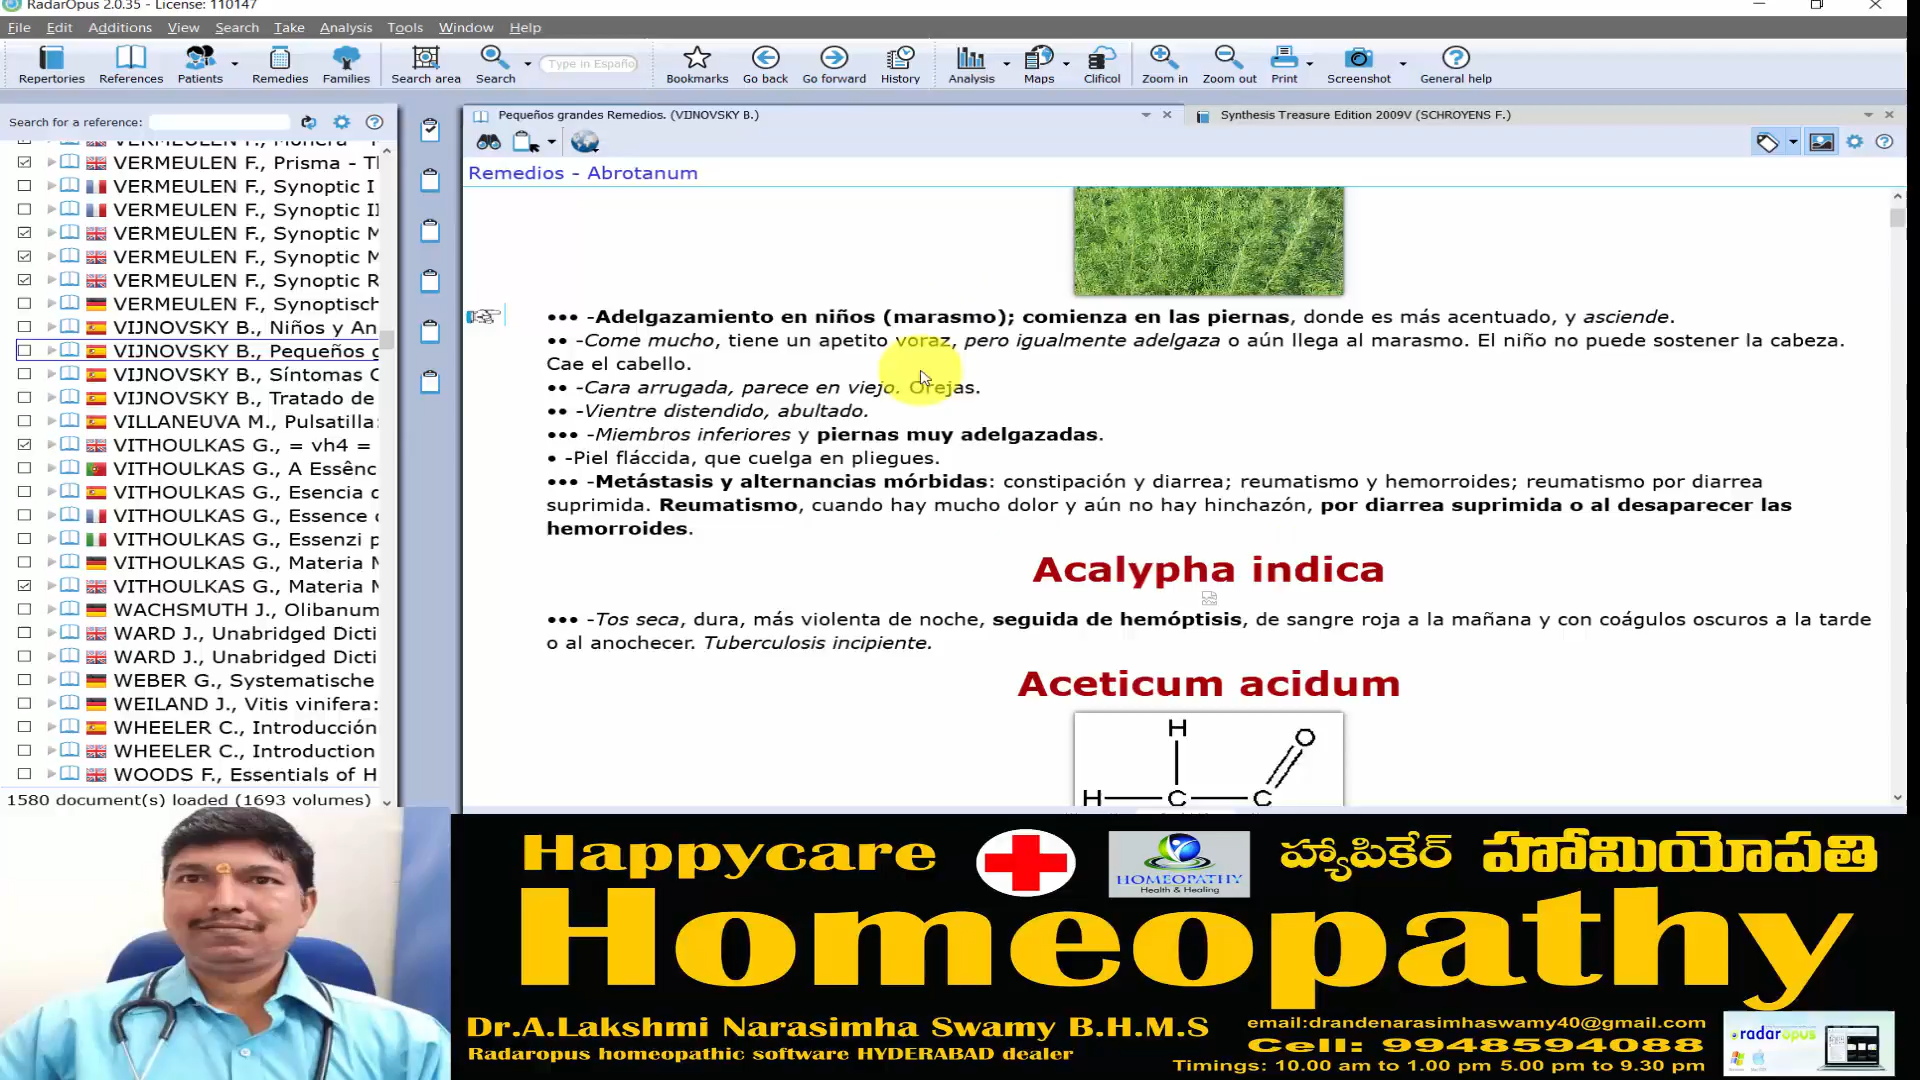 RadarOpus 2.0.35 - License: 110147
File Edit Additions View Search Take Analysis Tools Window Help
Repertories References Patients Remedies Families Search area Search Type in Españo Bookmarks Go back Go forward History Analysis Maps Clificol Zoom in Zoom out Print Screenshot General help
Search for a reference:
Pequeños grandes Remedios. (VIJNOVSKY B.)
Synthesis Treasure Edition 2009V (SCHROYENS F.)
VERMEULEN F., Prisma - Tl
VERMEULEN F., Synoptic I
VERMEULEN F., Synoptic II
VERMEULEN F., Synoptic M
VERMEULEN F., Synoptic M
VERMEULEN F., Synoptic R
VERMEULEN F., Synoptisch
VIJNOVSKY B., Niños y An
VIJNOVSKY B., Pequeños g
VIJNOVSKY B., Síntomas C
VIJNOVSKY B., Tratado de
VILLANEUVA M., Pulsatilla:
VITHOULKAS G., = vh4 =
VITHOULKAS G., A Essênc
VITHOULKAS G., Esencia d
VITHOULKAS G., Essence d
VITHOULKAS G., Essenzi p
VITHOULKAS G., Materia M
VITHOULKAS G., Materia M
WACHSMUTH J., Olibanum
WARD J., Unabridged Dicti
WARD J., Unabridged Dicti
WEBER G., Systematische
WEILAND J., Vitis vinifera:
WHEELER C., Introducción
WHEELER C., Introduction
WOODS F., Essentials of H
1580 document(s) loaded (1693 volumes)
Remedios - Abrotanum
••• -Adelgazamiento en niños (marasmo); comienza en las piernas, donde es más acentuado, y asciende.
•• -Come mucho, tiene un apetito voraz, pero igualmente adelgaza o aún llega al marasmo. El niño no puede sostener la cabeza.
Cae el cabello.
•• -Cara arrugada, parece en viejo. Orejas.
•• -Vientre distendido, abultado.
••• -Miembros inferiores y piernas muy adelgazadas.
• -Piel fláccida, que cuelga en pliegues.
••• -Metástasis y alternancias mórbidas: constipación y diarrea; reumatismo y hemorroides; reumatismo por diarrea
suprimida. Reumatismo, cuando hay mucho dolor y aún no hay hinchazón, por diarrea suprimida o al desaparecer las
hemorroides.
Acalypha indica
••• -Tos seca, dura, más violenta de noche, seguida de hemóptisis, de sangre roja a la mañana y con coágulos oscuros a la tarde
o al anochecer. Tuberculosis incipiente.
Aceticum acidum
H O
H C C
Happycare
HOMEOPATHY
Health & Healing
హ్యాపికేర్ హోమియోపతి
Homeopathy
Dr.A.Lakshmi Narasimha Swamy B.H.M.S
Radaropus homeopathic software HYDERABAD dealer
email:drandenarasimhaswamy40@gmail.com
Cell: 9948594088
Timings: 10.00 am to 1.00 pm 5.00 pm to 9.30 pm
radaropus